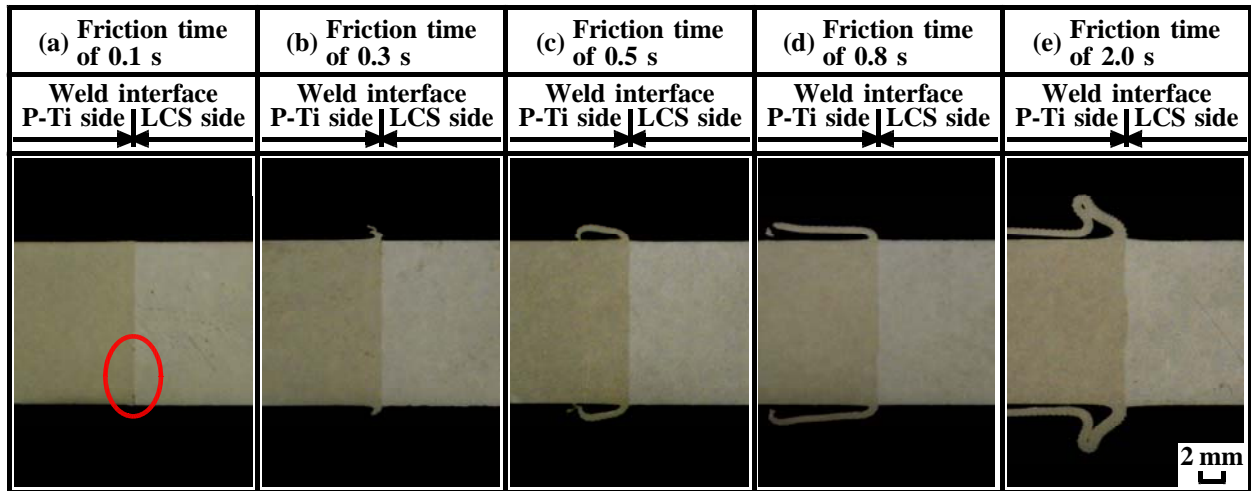 (a) Friction time
of 0.1 s
(b) Friction time
of 0.3 s
(c) Friction time
of 0.5 s
(d) Friction time
of 0.8 s
(e) Friction time
of 2.0 s
Weld interface
P-Ti side LCS side
Weld interface
P-Ti side LCS side
Weld interface
P-Ti side LCS side
Weld interface
P-Ti side LCS side
Weld interface
P-Ti side LCS side
2 mm